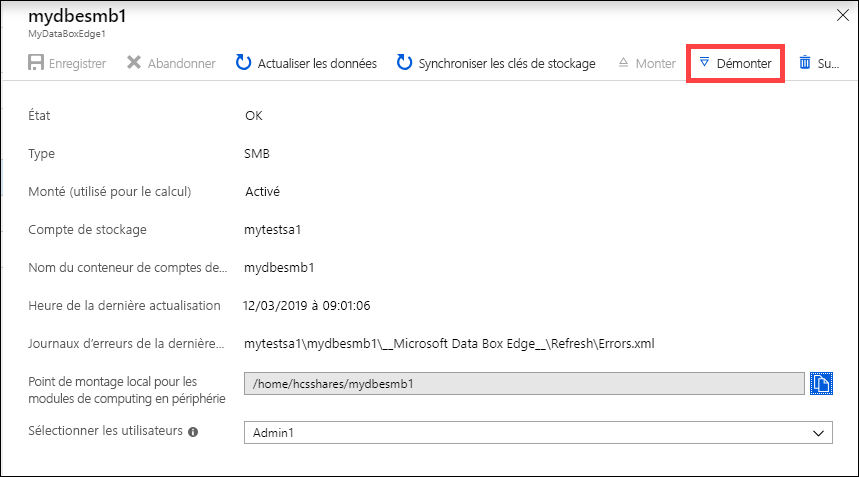 mydbesmb1
MyDataBoxEdge1
Enregistrer Abandonner Actualiser les données Synchroniser les clés de stockage Monter Démonter Su...
État OK
Type SMB
Monté (utilisé pour le calcul) Activé
Compte de stockage mytestsa1
Nom du conteneur de comptes de... mydbesmb1
Heure de la dernière actualisation 12/03/2019 à 09:01:06
Journaux d’erreurs de la dernière... mytestsa1\mydbesmb1\__Microsoft Data Box Edge__\Refresh\Errors.xml
Point de montage local pour les
modules de computing en périphérie /home/hcsshares/mydbesmb1
Sélectionner les utilisateurs Admin1